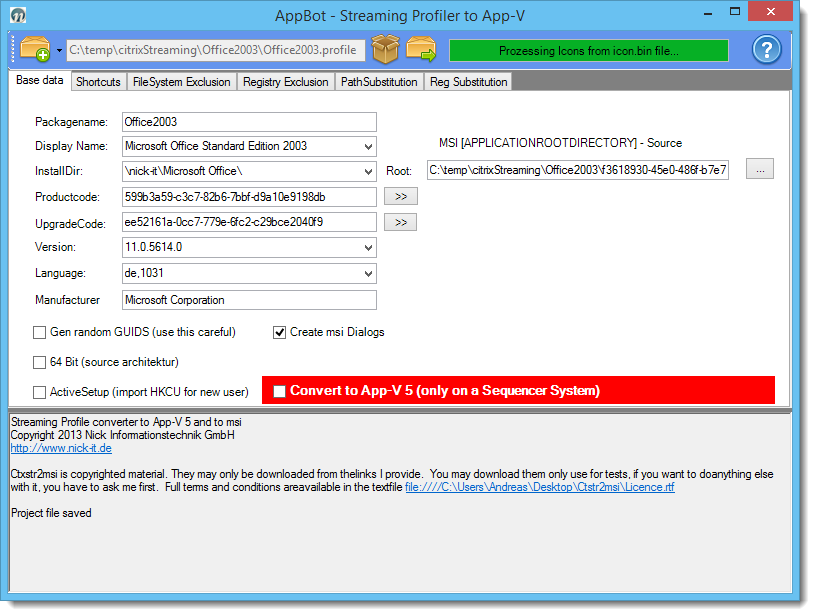 AppBot - Streaming Profiler to App-V
C:\temp\citrixStreaming\Office2003\Office2003.profile
Prozessing Icons from icon.bin file...
?
Base data Shortcuts FileSystem Exclusion Registry Exclusion PathSubstitution Reg Substitution
Packagename: Office2003
Display Name: Microsoft Office Standard Edition 2003
MSI [APPLICATIONROOTDIRECTORY] - Source
InstallDir: \nick-it\Microsoft Office\ Root: C:\temp\citrixStreaming\Office2003\f3618930-45e0-486f-b7e7 ...
Productcode: 599b3a59-c3c7-82b6-7bbf-d9a10e9198db >>
UpgradeCode: ee52161a-0cc7-779e-6fc2-c29bce2040f9 >>
Version: 11.0.5614.0
Language: de,1031
Manufacturer Microsoft Corporation
Gen random GUIDS (use this careful) Create msi Dialogs
64 Bit (source architektur)
ActiveSetup (import HKCU for new user) Convert to App-V 5 (only on a Sequencer System)
Streaming Profile converter to App-V 5 and to msi
Copyright 2013 Nick Informationstechnik GmbH
http://www.nick-it.de
Ctxstr2msi is copyrighted material. They may only be downloaded from thelinks I provide. You may download them only use for tests, if you want to doanything else
with it, you have to ask me first. Full terms and conditions areavailable in the textfile file:////C:\Users\Andreas\Desktop\Ctstr2msi\Licence.rtf
Project file saved